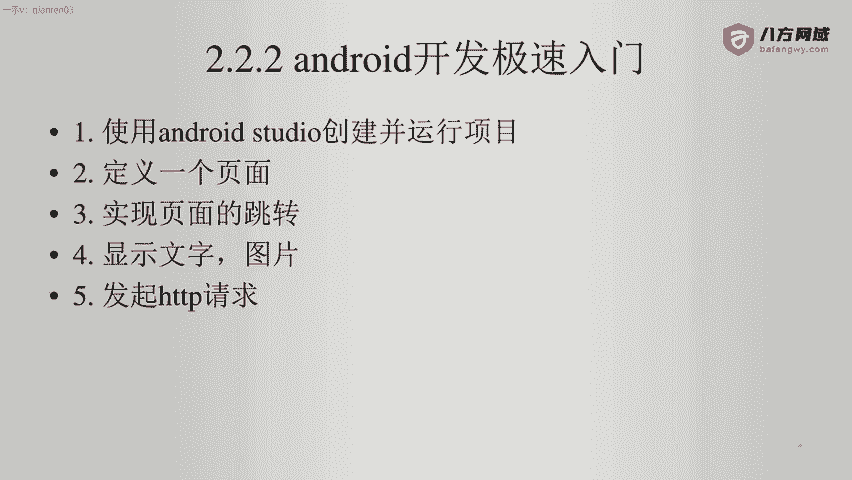 八方网域
bafangwy.com
2.2.2 android开发极速入门
• 1. 使用android studio创建并运行项目
• 2. 定义一个页面
• 3. 实现页面的跳转
• 4. 显示文字，图片
• 5. 发起http请求